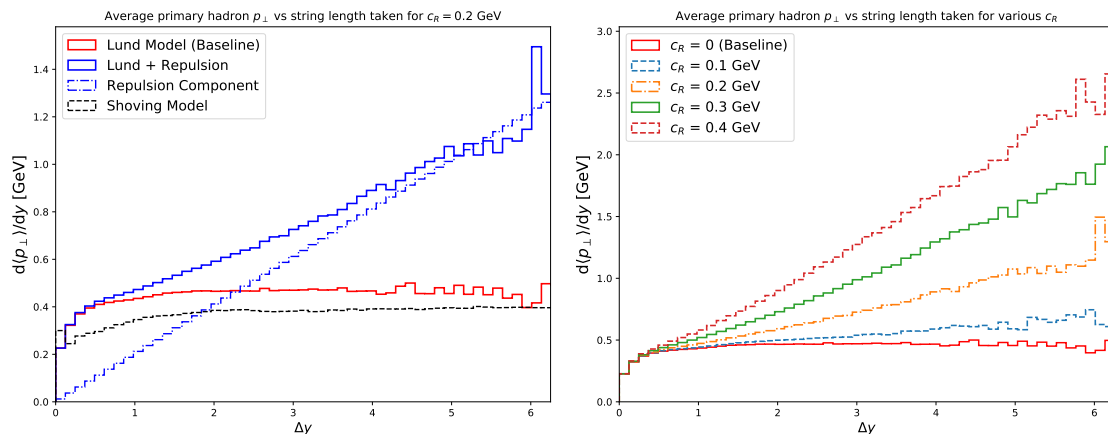 Average primary hadron p⊥ vs string length taken for c_R = 0.2 GeV
Lund Model (Baseline)
Lund + Repulsion
Repulsion Component
Shoving Model
d⟨p⊥⟩/dy [GeV]
1.4
1.2
1.0
0.8
0.6
0.4
0.2
0.0
0 1 2 3 4 5 6
Δy
Average primary hadron p⊥ vs string length taken for various c_R
c_R = 0 (Baseline)
c_R = 0.1 GeV
c_R = 0.2 GeV
c_R = 0.3 GeV
c_R = 0.4 GeV
d⟨p⊥⟩/dy [GeV]
3.0
2.5
2.0
1.5
1.0
0.5
0.0
0 1 2 3 4 5 6
Δy